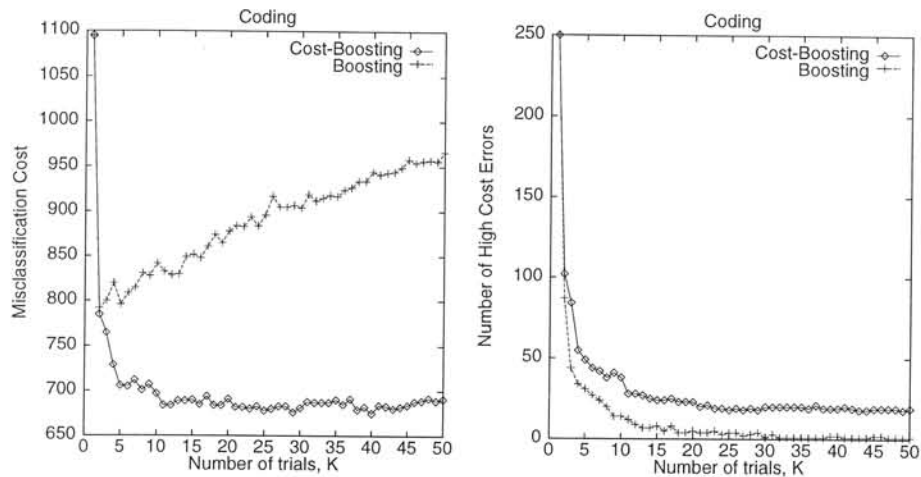 Coding
1100
1050
1000
950
900
850
800
750
700
650
Misclassification Cost
Cost-Boosting
Boosting
0 5 10 15 20 25 30 35 40 45 50
Number of trials, K
Coding
250
200
150
100
50
0
Number of High Cost Errors
Cost-Boosting
Boosting
0 5 10 15 20 25 30 35 40 45 50
Number of trials, K